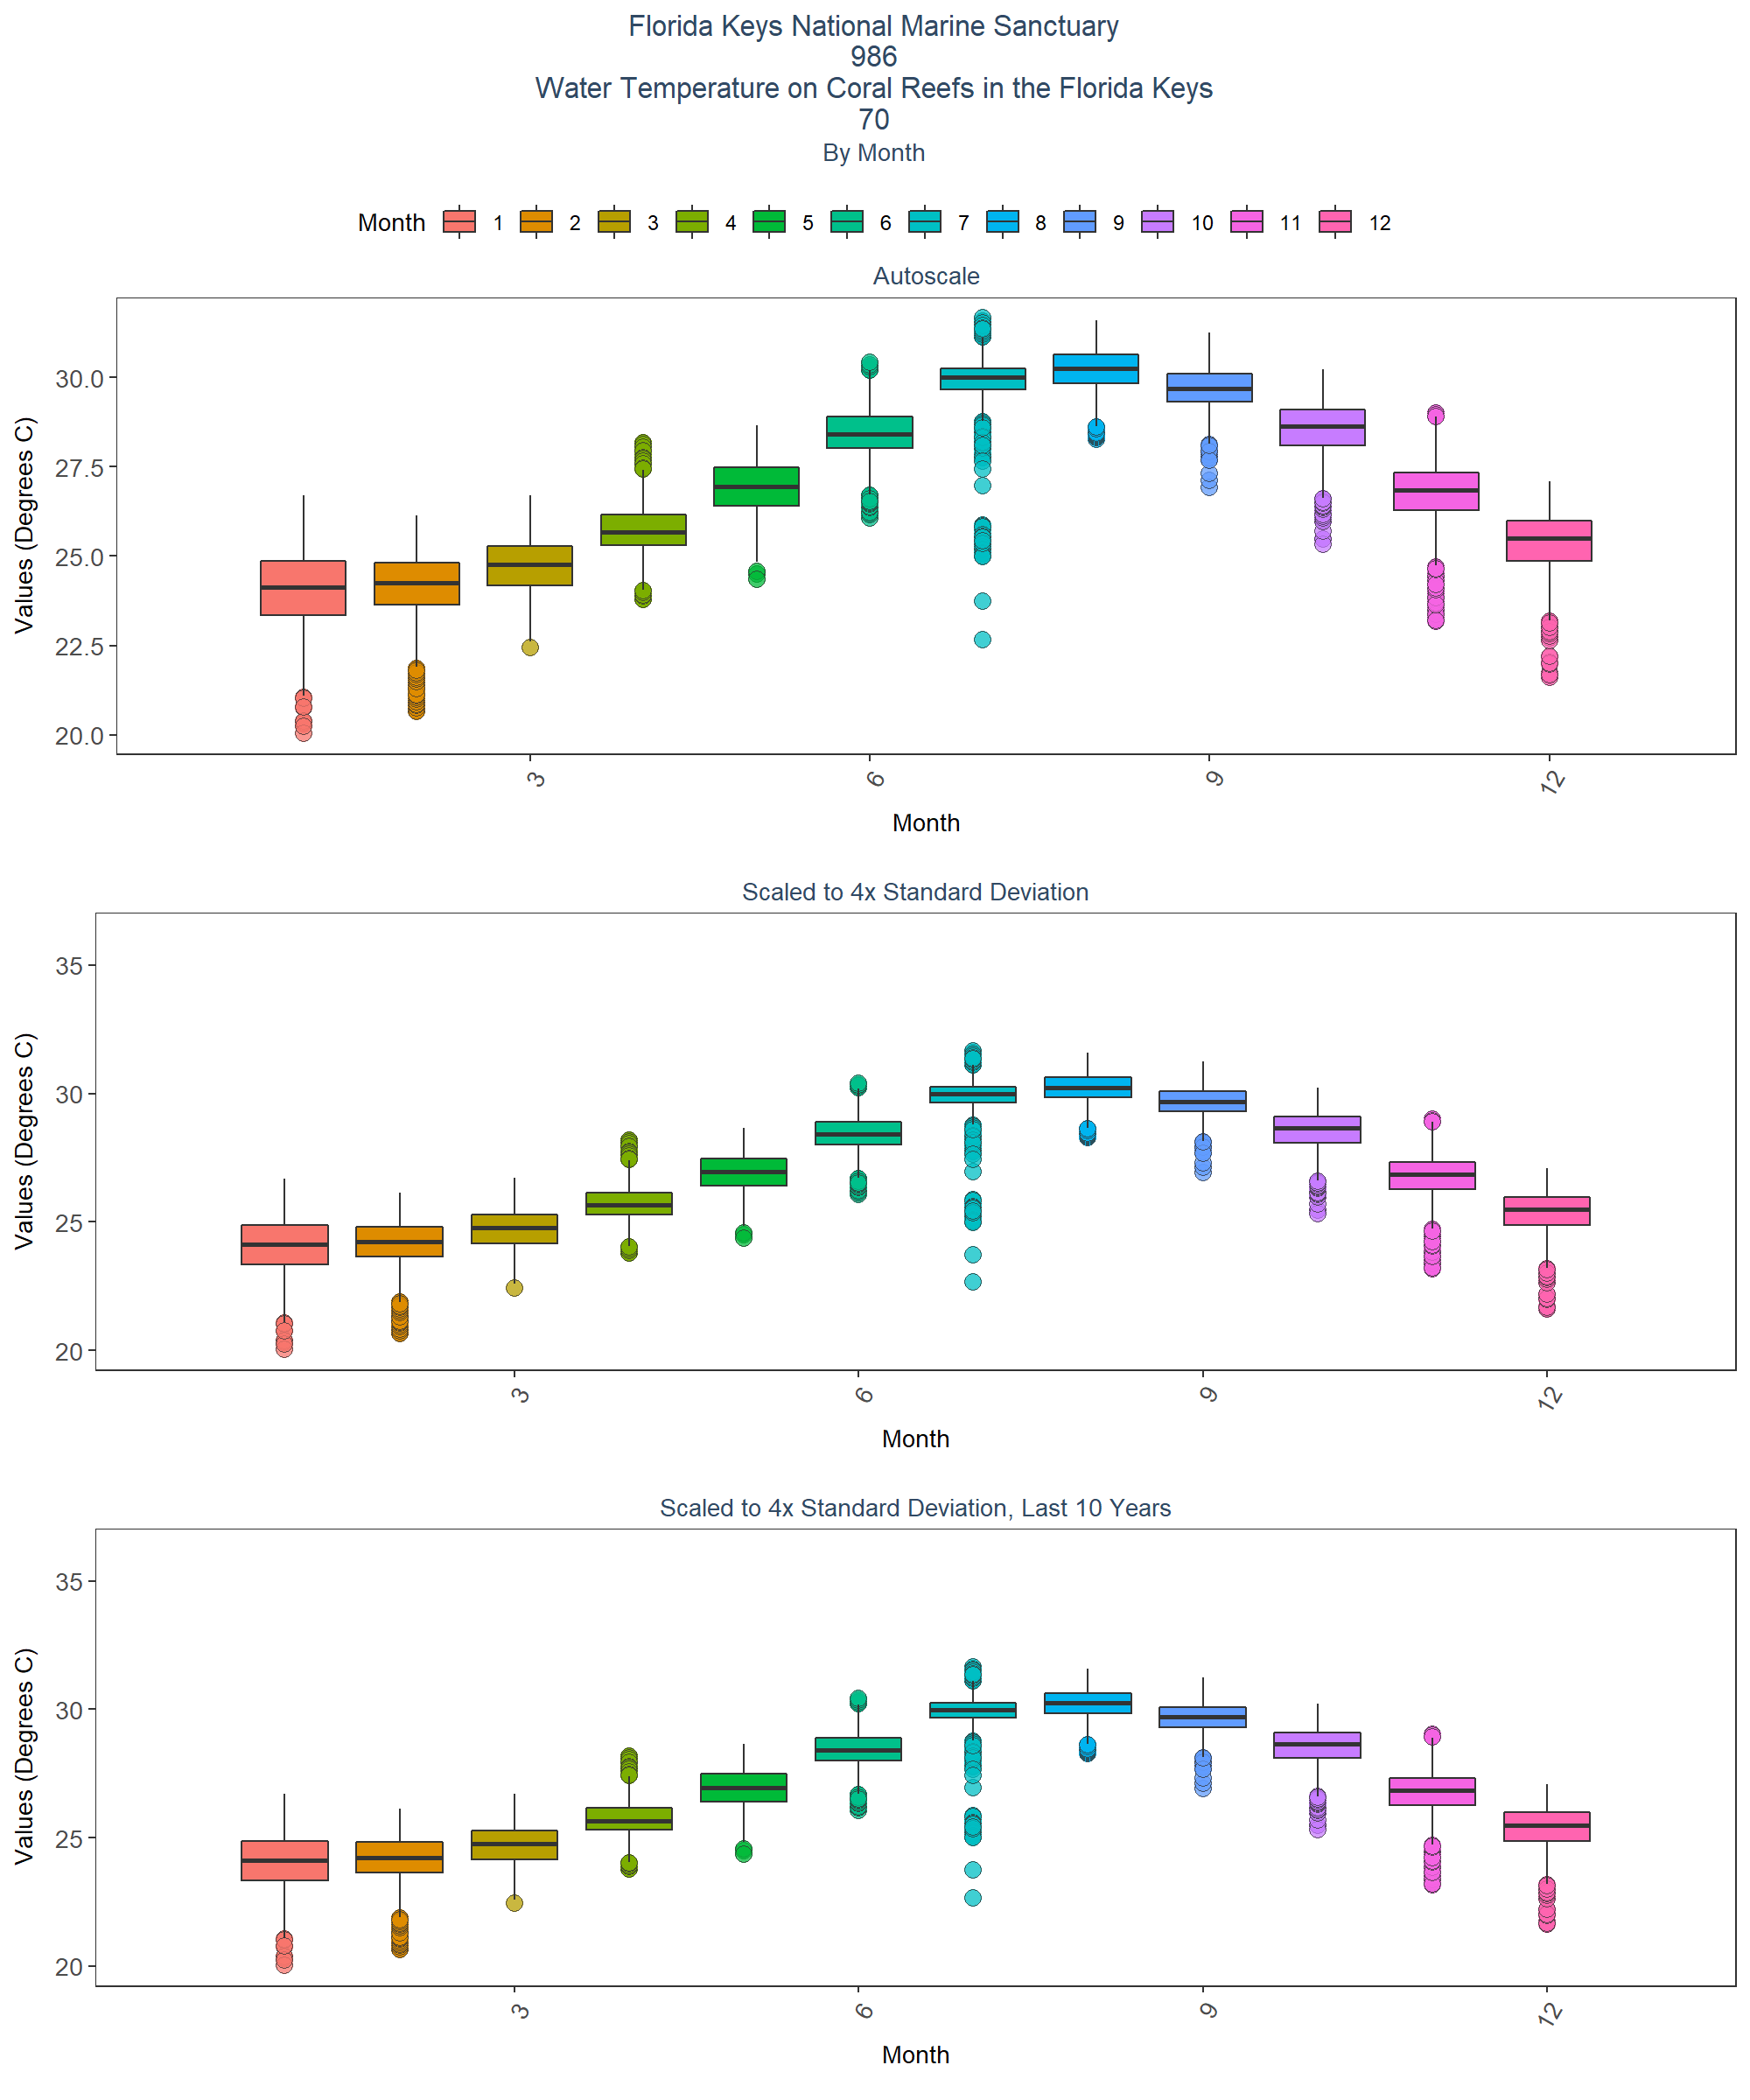 Florida Keys National Marine Sanctuary
986
Water Temperature on Coral Reefs in the Florida Keys
70
By Month
Month 1 2 3 4 5 6 7 8 9 10 11 12
Autoscale
Values (Degrees C)
30.0
27.5
25.0
22.5
20.0
3 6 9 12
Month
Scaled to 4x Standard Deviation
Values (Degrees C)
35
30
25
20
3 6 9 12
Month
Scaled to 4x Standard Deviation, Last 10 Years
Values (Degrees C)
35
30
25
20
3 6 9 12
Month